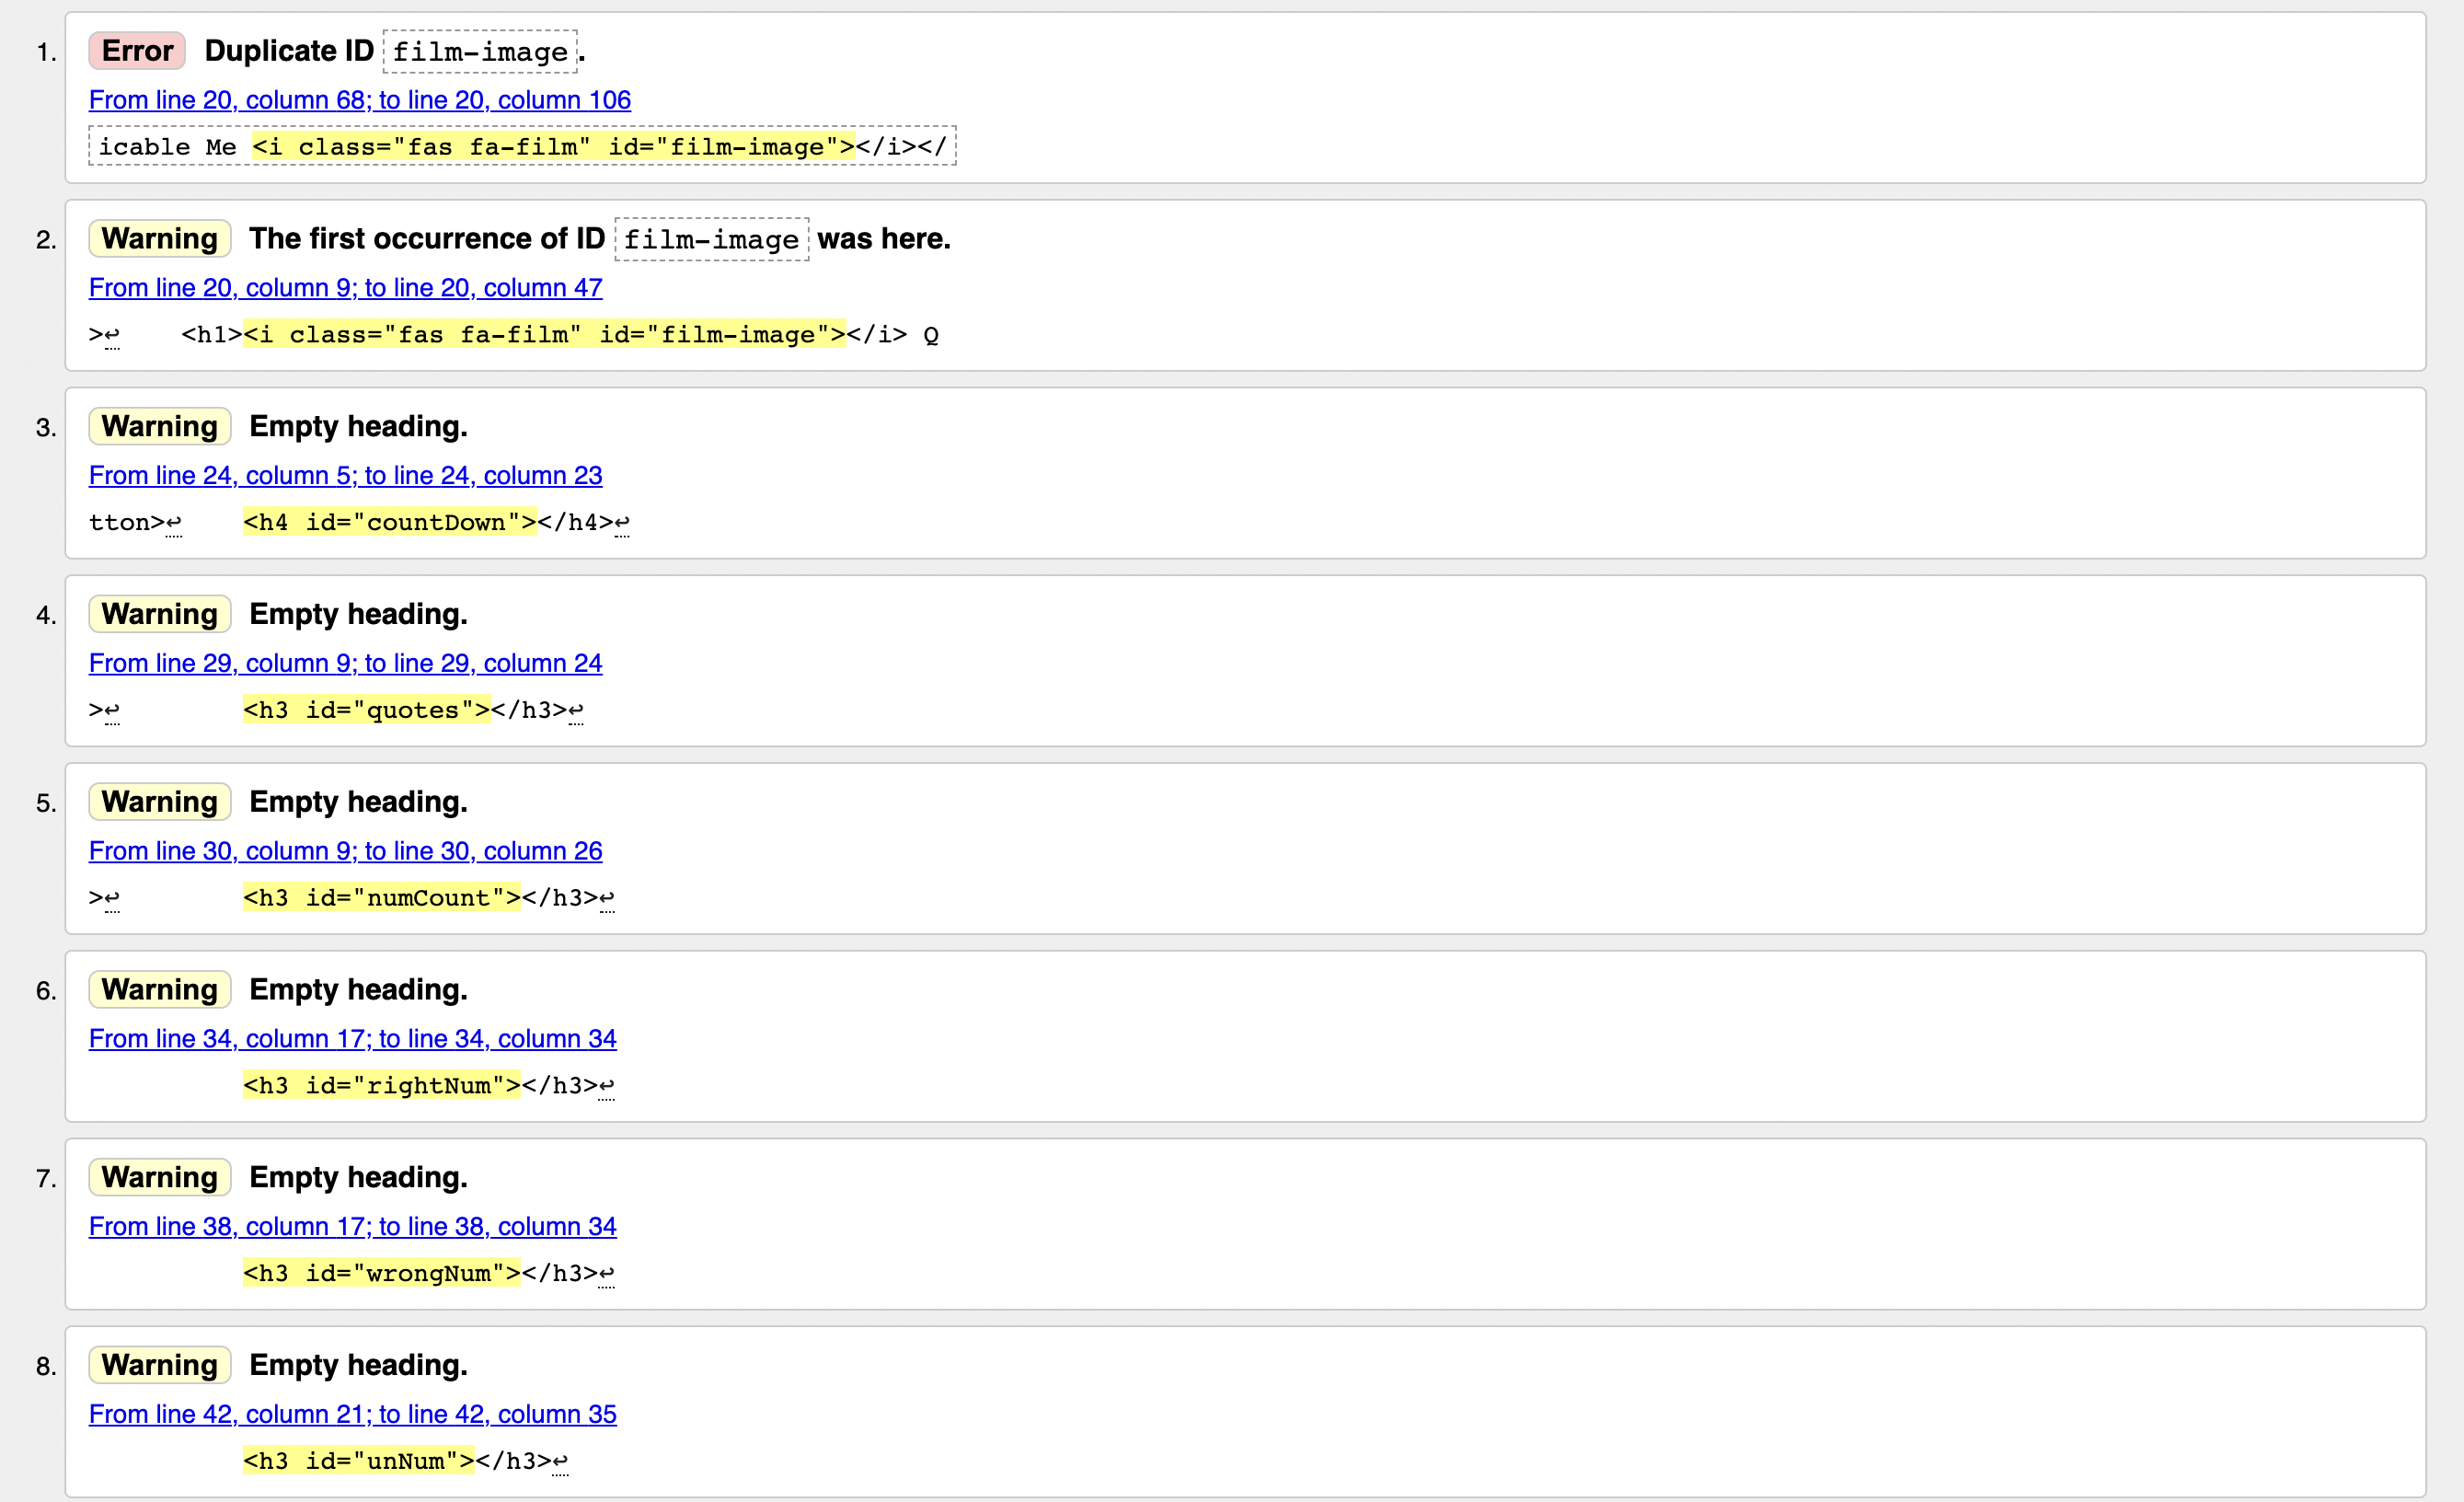 1. Error Duplicate ID film-image.
From line 20, column 68; to line 20, column 106
icable Me <i class="fas fa-film" id="film-image"></i></
2. Warning The first occurrence of ID film-image was here.
From line 20, column 9; to line 20, column 47
>↩    <h1><i class="fas fa-film" id="film-image"></i> Q
3. Warning Empty heading.
From line 24, column 5; to line 24, column 23
tton>↩    <h4 id="countDown"></h4>↩
4. Warning Empty heading.
From line 29, column 9; to line 29, column 24
>↩        <h3 id="quotes"></h3>↩
5. Warning Empty heading.
From line 30, column 9; to line 30, column 26
>↩        <h3 id="numCount"></h3>↩
6. Warning Empty heading.
From line 34, column 17; to line 34, column 34
<h3 id="rightNum"></h3>↩
7. Warning Empty heading.
From line 38, column 17; to line 38, column 34
<h3 id="wrongNum"></h3>↩
8. Warning Empty heading.
From line 42, column 21; to line 42, column 35
<h3 id="unNum"></h3>↩